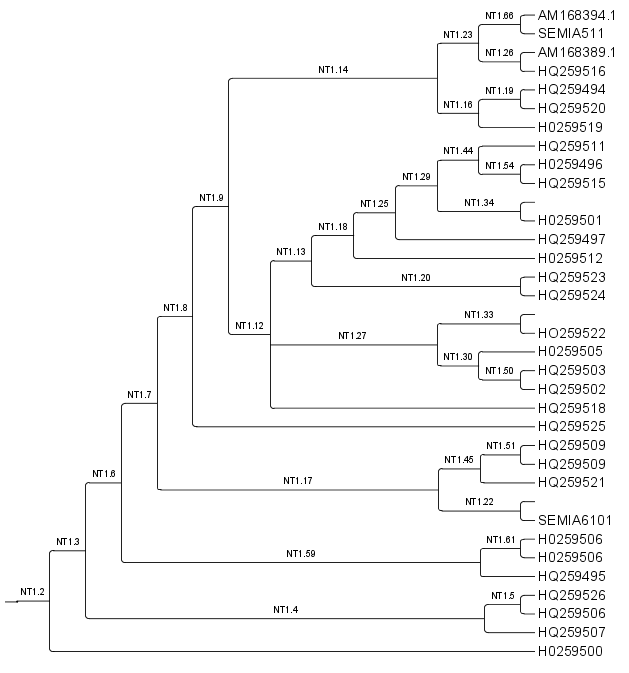 NT1.66 AM168394.1
NT1.23 SEMIA511
NT1.26 AM168389.1
NT1.14 HQ259516
NT1.19 HQ259494
NT1.16 HQ259520
H0259519
NT1.44 HQ259511
NT1.54 H0259496
NT1.29 HQ259515
NT1.9 NT1.25 NT1.34
H0259501
NT1.18 HQ259497
NT1.13 H0259512
NT1.20 HQ259523
HQ259524
NT1.8 NT1.33
NT1.12 NT1.27 HO259522
NT1.30 H0259505
NT1.50 HQ259503
HQ259502
NT1.7 HQ259518
HQ259525
NT1.51 HQ259509
NT1.45 HQ259509
NT1.6 NT1.17 HQ259521
NT1.22
SEMIA6101
NT1.3 NT1.61 H0259506
NT1.59 H0259506
HQ259495
NT1.2 NT1.5 HQ259526
NT1.4 HQ259506
HQ259507
H0259500